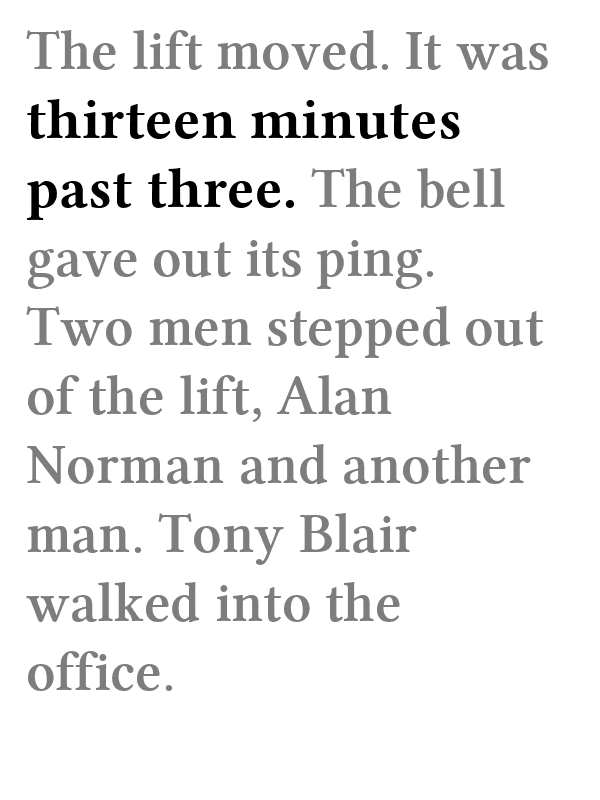 The lift moved. It was
thirteen minutes
past three. The bell
gave out its ping.
Two men stepped out
of the lift, Alan
Norman and another
man. Tony Blair
walked into the
office.